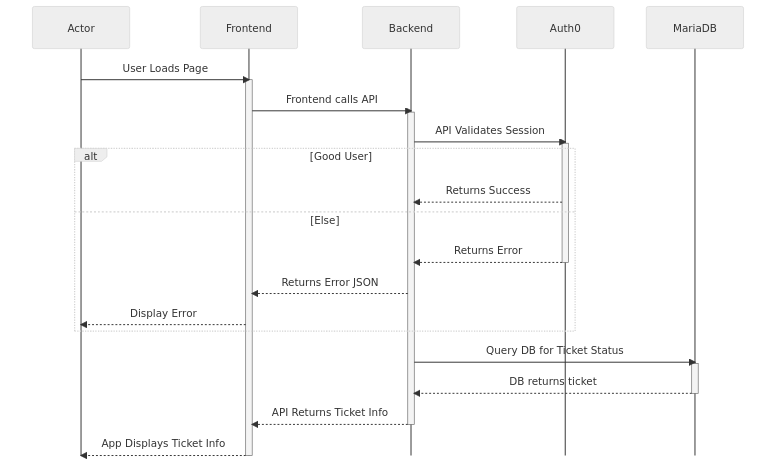 Actor
Frontend
Backend
Auth0
MariaDB
User Loads Page
Frontend calls API
API Validates Session
alt
[Good User]
Returns Success
[Else]
Returns Error
Returns Error JSON
Display Error
Query DB for Ticket Status
DB returns ticket
API Returns Ticket Info
App Displays Ticket Info